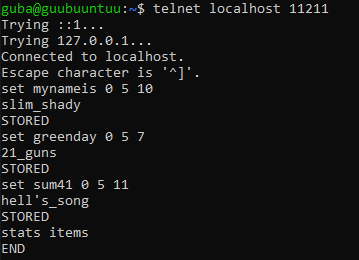 guba@guubuuntuu:~$ telnet localhost 11211
Trying ::1...
Trying 127.0.0.1...
Connected to localhost.
Escape character is '^]'.
set mynameis 0 5 10
slim_shady
STORED
set greenday 0 5 7
21_guns
STORED
set sum41 0 5 11
hell's_song
STORED
stats items
END